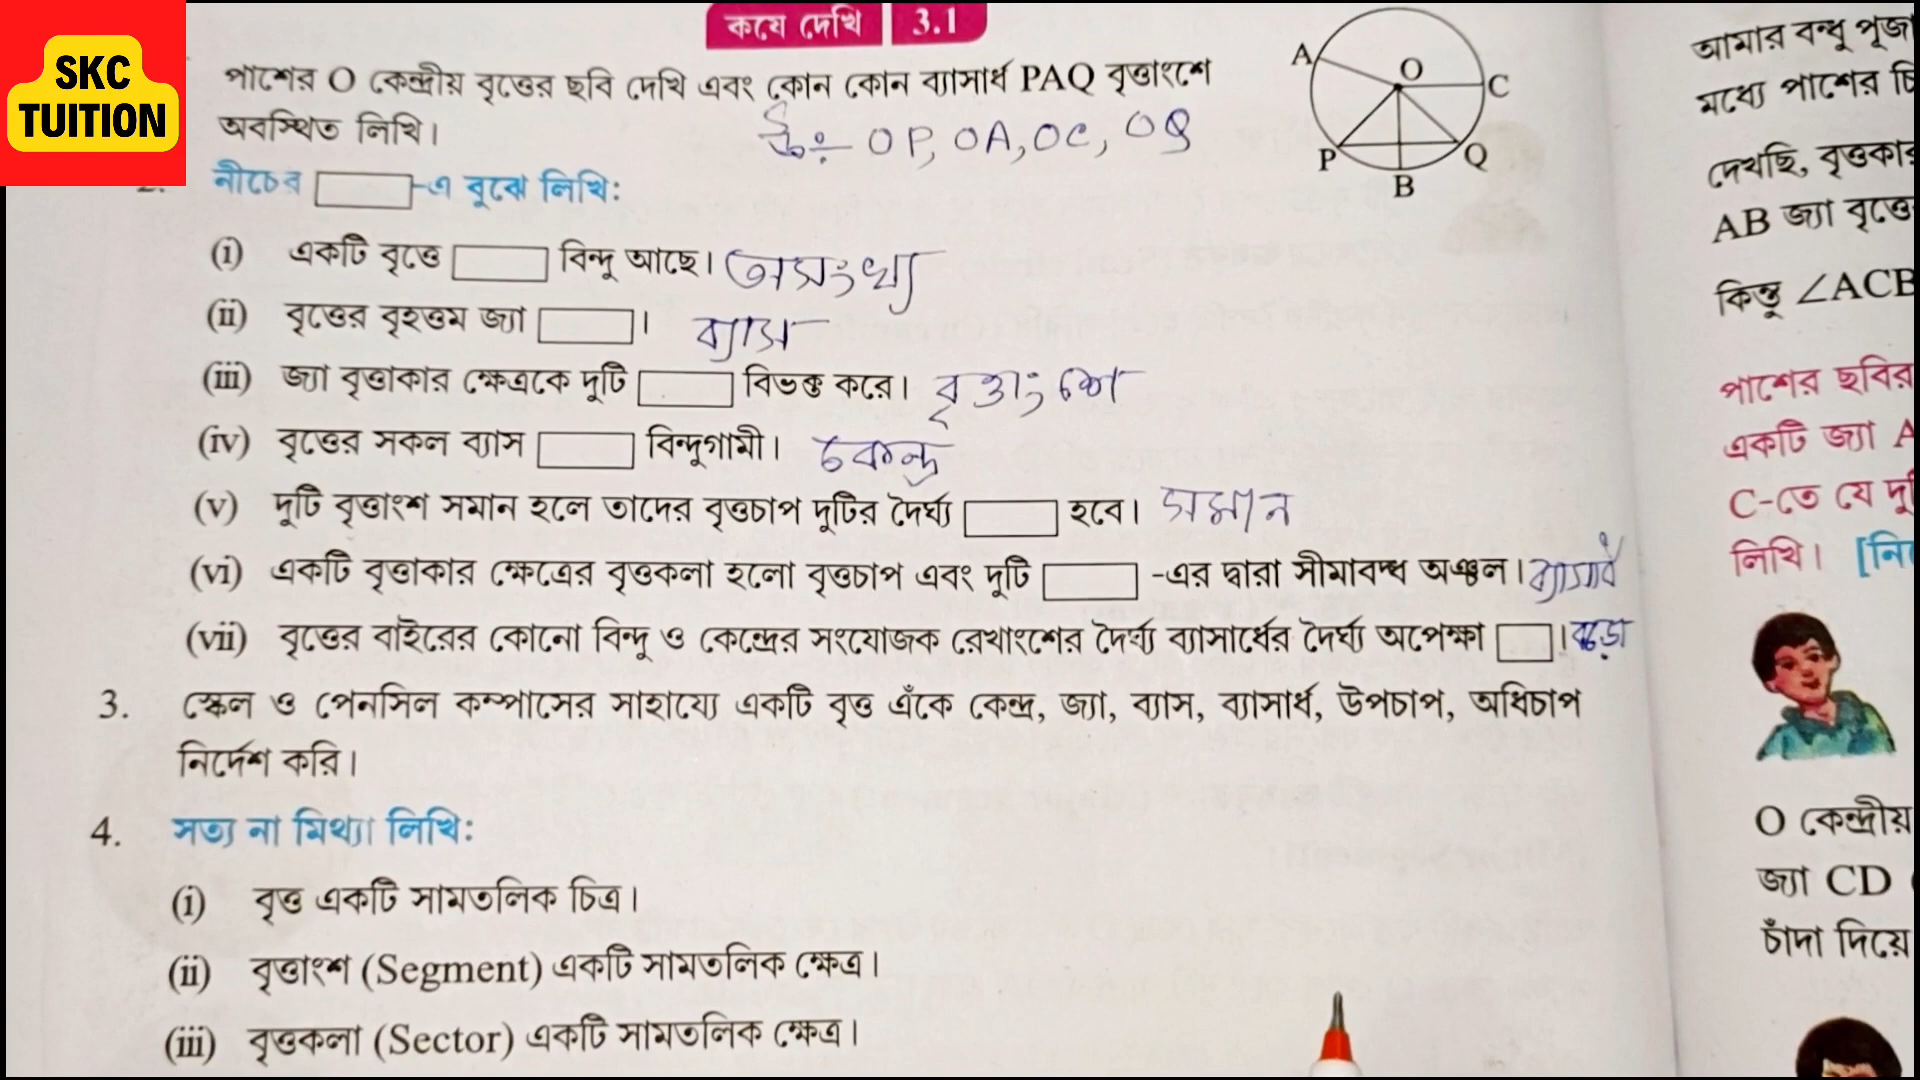 SKC
TUITION
কষে দেখি 3.1
পাশের O কেন্দ্রীয় বৃত্তের ছবি দেখি এবং কোন কোন ব্যাসার্ধ PAQ বৃত্তাংশে
অবস্থিত লিখি।
উঃ- OP, OA, OC, OQ
A
O
C
P
Q
B
নীচের -এ বুঝে লিখি:
(i) একটি বৃত্তে বিন্দু আছে। অসংখ্য
(ii) বৃত্তের বৃহত্তম জ্যা । ব্যাস
(iii) জ্যা বৃত্তাকার ক্ষেত্রকে দুটি বিভক্ত করে। বৃত্তাংশে
(iv) বৃত্তের সকল ব্যাস বিন্দুগামী। কেন্দ্র
(v) দুটি বৃত্তাংশ সমান হলে তাদের বৃত্তচাপ দুটির দৈর্ঘ্য হবে। সমান
(vi) একটি বৃত্তাকার ক্ষেত্রের বৃত্তকলা হলো বৃত্তচাপ এবং দুটি -এর দ্বারা সীমাবদ্ধ অঞ্চল। ব্যাসার্ধ
(vii) বৃত্তের বাইরের কোনো বিন্দু ও কেন্দ্রের সংযোজক রেখাংশের দৈর্ঘ্য ব্যাসার্ধের দৈর্ঘ্য অপেক্ষা । বড়ো
3. স্কেল ও পেনসিল কম্পাসের সাহায্যে একটি বৃত্ত এঁকে কেন্দ্র, জ্যা, ব্যাস, ব্যাসার্ধ, উপচাপ, অধিচাপ
নির্দেশ করি।
4. সত্য না মিথ্যা লিখি:
(i) বৃত্ত একটি সামতলিক চিত্র।
(ii) বৃত্তাংশ (Segment) একটি সামতলিক ক্ষেত্র।
(iii) বৃত্তকলা (Sector) একটি সামতলিক ক্ষেত্র।
আমার বন্ধু পূজা
মধ্যে পাশের
দেখছি, বৃত্তকার
AB জ্যা বৃত্তে
কিন্তু ∠ACB
পাশের ছবির
একটি জ্যা A
C-তে যে
লিখি।
O কেন্দ্রীয়
জ্যা CD
চাঁদা দিয়ে